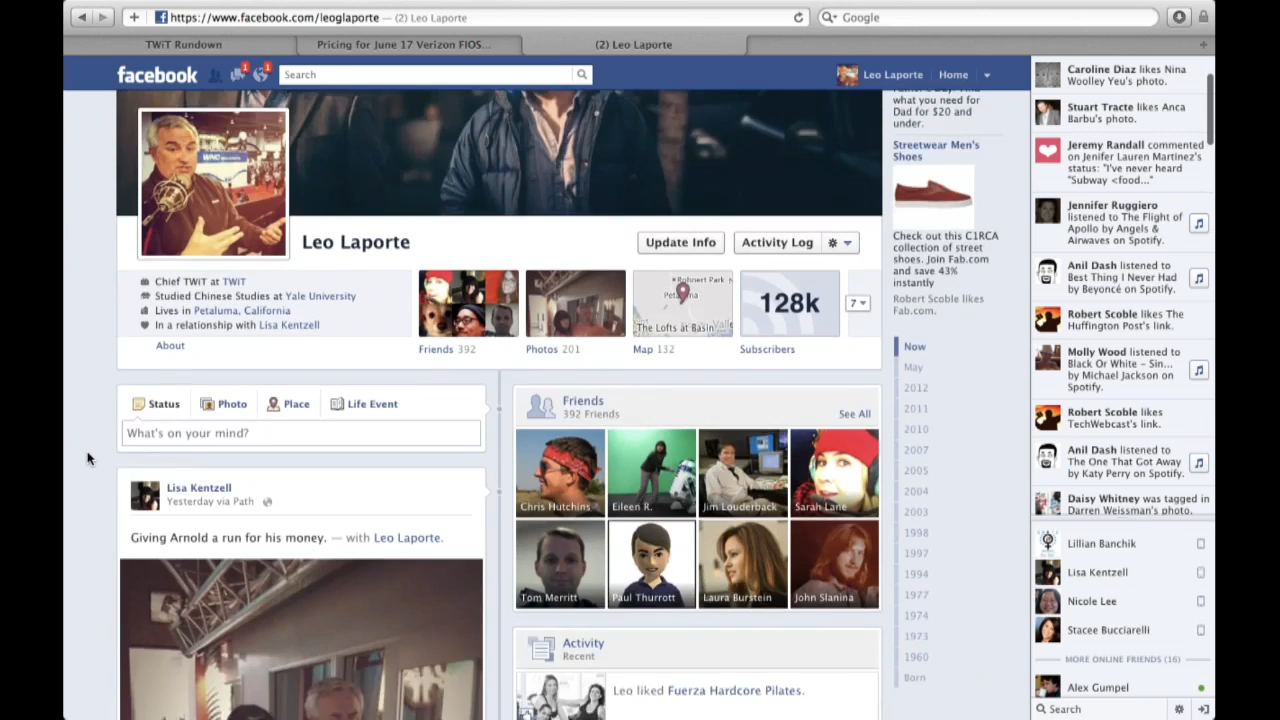 https://www.facebook.com/leoglaporte — (2) Leo Laporte
Google
TWiT Rundown
Pricing for June 17 Verizon FIOS...
(2) Leo Laporte
facebook
1
1
Search
Leo Laporte
Home
what you need for
Dad for $20 and
under.
Streetwear Men's
Shoes
Check out this C1RCA
collection of street
shoes. Join Fab.com
and save 43%
instantly
Robert Scoble likes
Fab.com.
WNC
Leo Laporte
Update Info
Activity Log
Chief TWiT at TWiT
Studied Chinese Studies at Yale University
Lives in Petaluma, California
In a relationship with Lisa Kentzell
About
Rohnert Park
The Lofts at Basin
128k
7
Friends 392
Photos 201
Map 132
Subscribers
Status
Photo
Place
Life Event
What's on your mind?
Lisa Kentzell
Yesterday via Path
Giving Arnold a run for his money. — with Leo Laporte.
Friends
392 Friends
See All
Chris Hutchins
Eileen R.
Jim Louderback
Sarah Lane
Tom Merritt
Paul Thurrott
Laura Burstein
John Slanina
Activity
Recent
Leo liked Fuerza Hardcore Pilates.
Now
May
2012
2011
2010
2007
2005
2004
2003
1998
1997
1994
1977
1974
1973
1960
Born
Caroline Diaz likes Nina
Woolley Yeu's photo.
Stuart Tracte likes Anca
Barbu's photo.
Jeremy Randall commented
on Jenifer Lauren Martinez's
status: "I've never heard
"Subway <food..."
Jennifer Ruggiero
listened to The Flight of
Apollo by Angels &
Airwaves on Spotify.
Anil Dash listened to
Best Thing I Never Had
by Beyoncé on Spotify.
Robert Scoble likes The
Huffington Post's link.
Molly Wood listened to
Black Or White – Sin...
by Michael Jackson on
Spotify.
Robert Scoble likes
TechWebcast's link.
Anil Dash listened to
The One That Got Away
by Katy Perry on Spotify.
Daisy Whitney was tagged in
Darren Weissman's photo.
Lillian Banchik
Lisa Kentzell
Nicole Lee
Stacee Bucciarelli
MORE ONLINE FRIENDS (16)
Alex Gumpel
Search